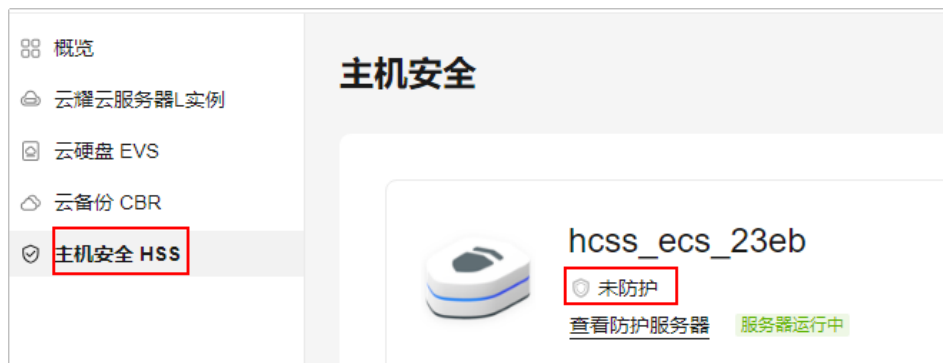 概览
云耀云服务器L实例
云硬盘 EVS
云备份 CBR
主机安全 HSS
主机安全
hcss_ecs_23eb
未防护
查看防护服务器 服务器运行中